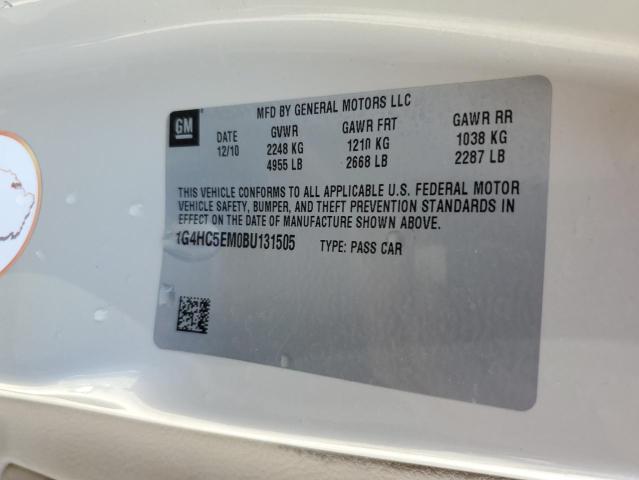 MFD BY GENERAL MOTORS LLC
GM DATE GVWR GAWR FRT GAWR RR
12/10 2248 KG 1210 KG 1038 KG
4955 LB 2668 LB 2287 LB
THIS VEHICLE CONFORMS TO ALL APPLICABLE U.S. FEDERAL MOTOR
VEHICLE SAFETY, BUMPER, AND THEFT PREVENTION STANDARDS IN
EFFECT ON THE DATE OF MANUFACTURE SHOWN ABOVE.
1G4HC5EM0BU131505 TYPE: PASS CAR